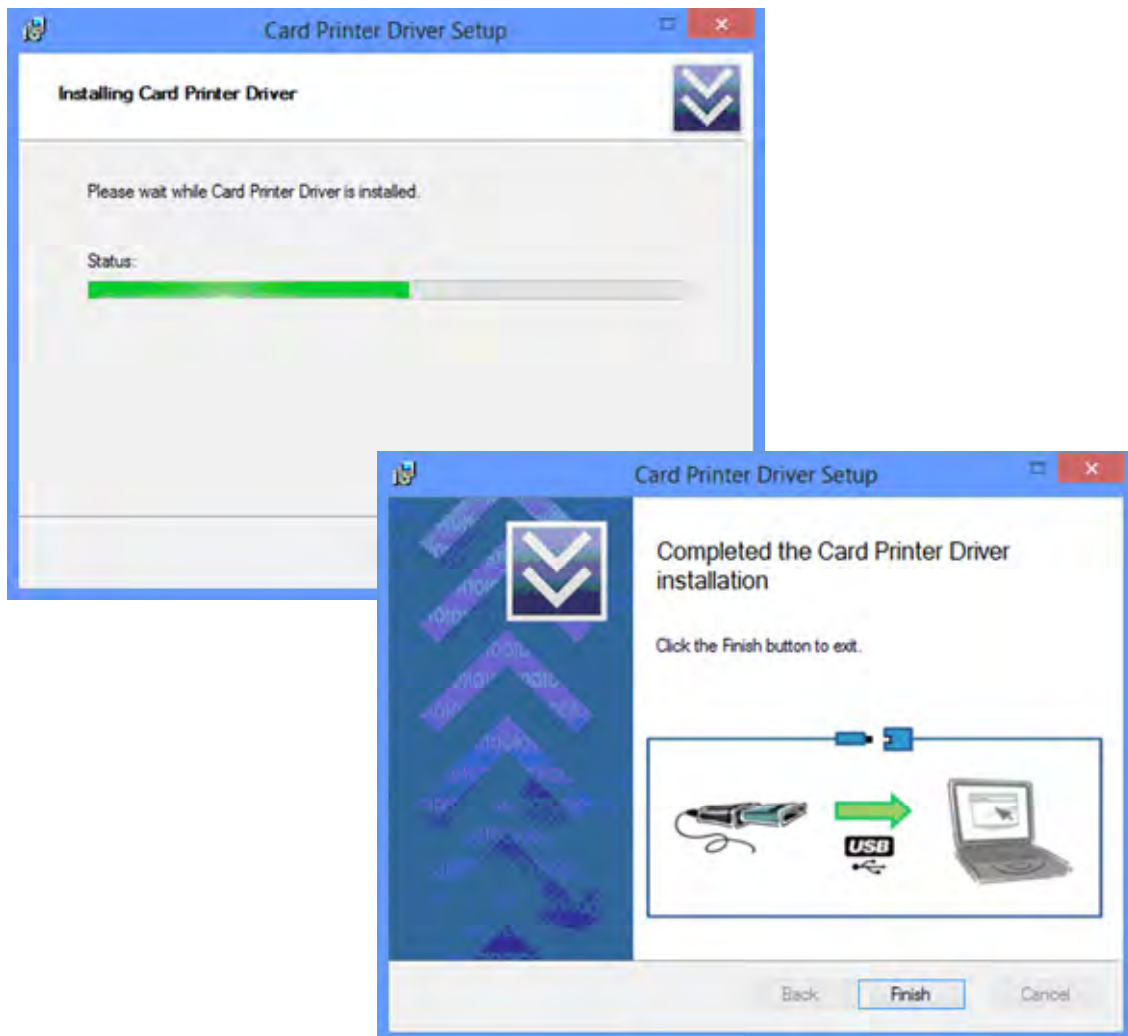 Card Printer Driver Setup
Installing Card Printer Driver
Please wait while Card Printer Driver is installed.
Status:
Card Printer Driver Setup
Completed the Card Printer Driver
installation
Click the Finish button to exit.
USB
Back
Finish
Cancel